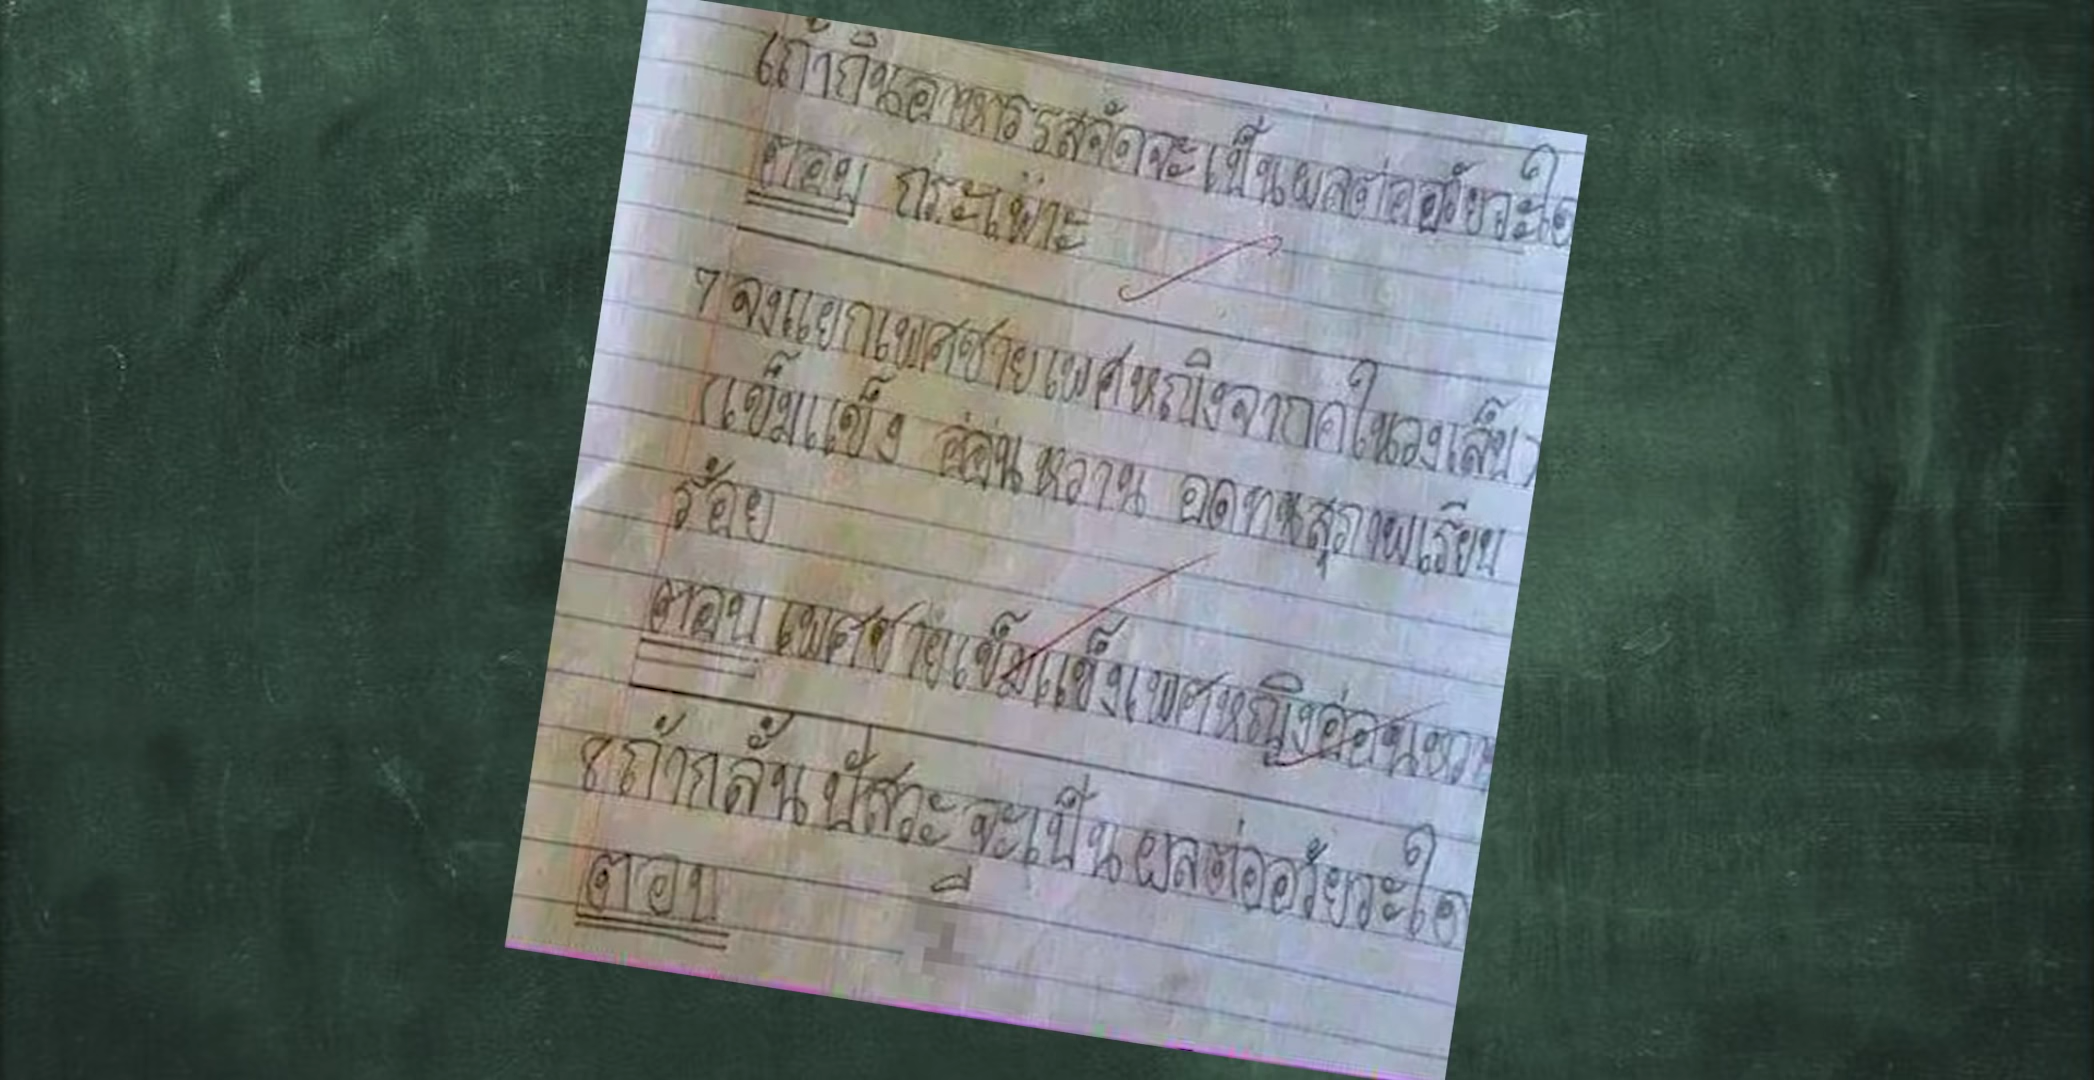 6ถ้ากินอาหารรสจัดจะเป็นผลต่ออวัยวะใด
ตอบ กระเพาะ
7 จงแยกเพศชายเพศหญิงจากคำในวงเล็บ
(เข้มแข็ง อ่อนหวาน อดทนสุภาพเรียบ
ร้อย
ตอบ เพศชายเข้มแข็งเพศหญิงอ่อนหวาน
8ถ้ากลั้นปัสวะจะเป็นผลต่ออวัยวะใด
ตอบ